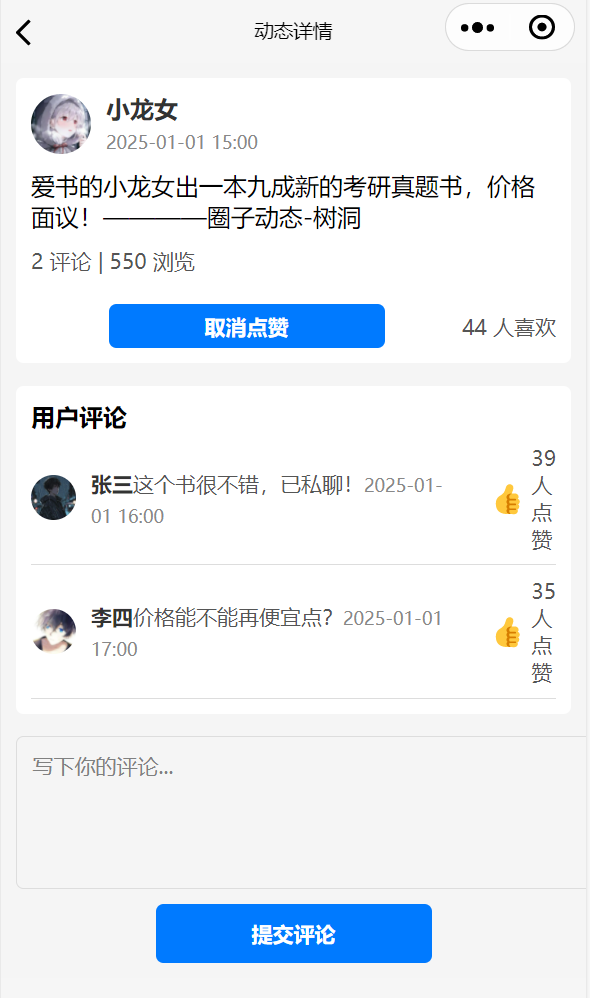 动态详情
小龙女
2025-01-01 15:00
爱书的小龙女出一本九成新的考研真题书，价格
面议！————圈子动态-树洞
2 评论 | 550 浏览
取消点赞
44 人喜欢
用户评论
张三这个书很不错，已私聊！2025-01-
01 16:00
39
人
点
赞
李四价格能不能再便宜点？2025-01-01
17:00
35
人
点
赞
写下你的评论...
提交评论